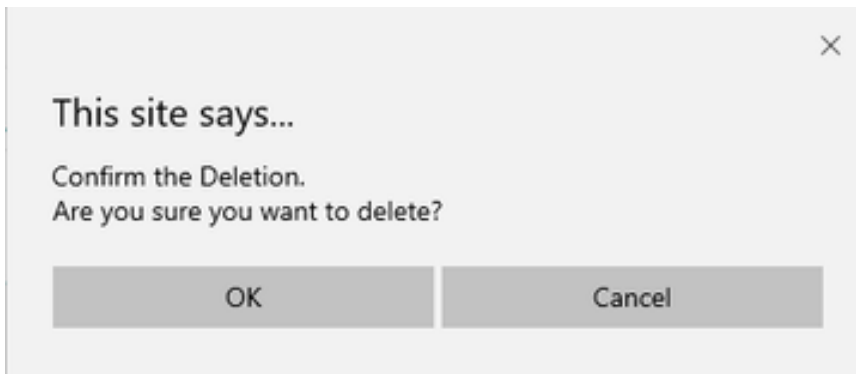 This site says...
Confirm the Deletion.
Are you sure you want to delete?
OK
Cancel